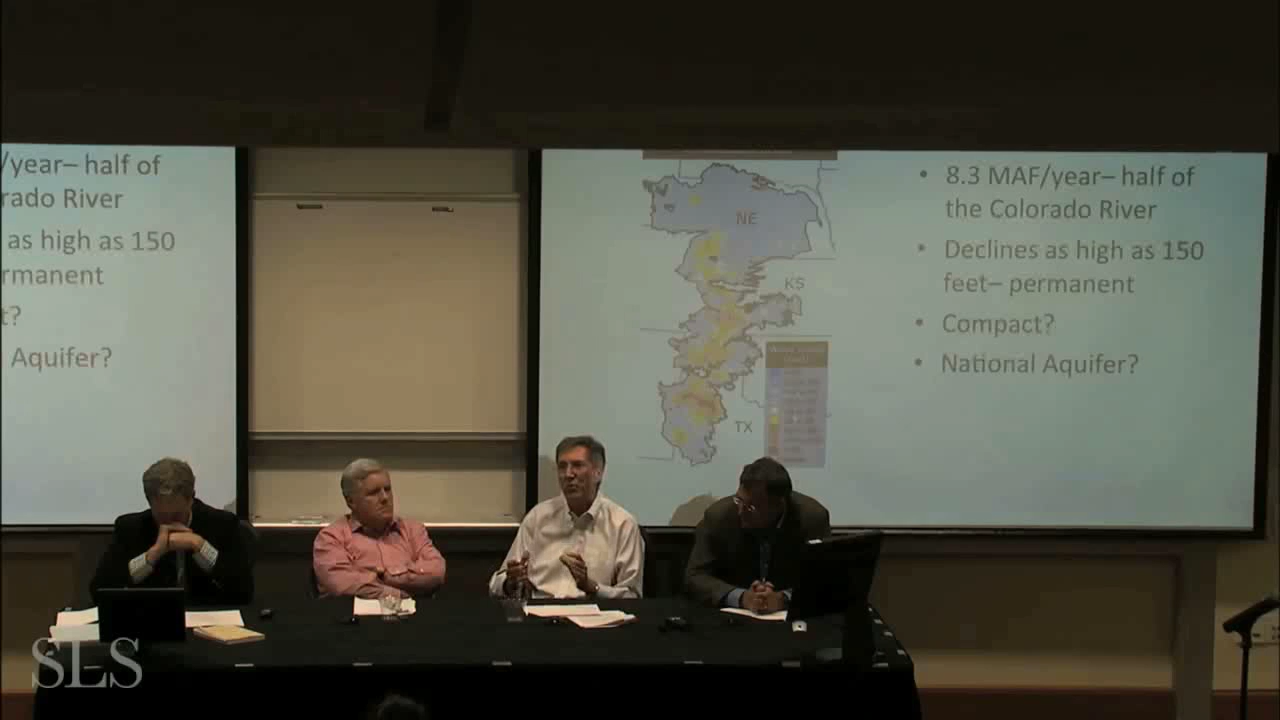 /year– half of
rado River
as high as 150
rmanent
t?
Aquifer?
NE
KS
TX
• 8.3 MAF/year– half of
the Colorado River
• Declines as high as 150
feet– permanent
• Compact?
• National Aquifer?
SLS